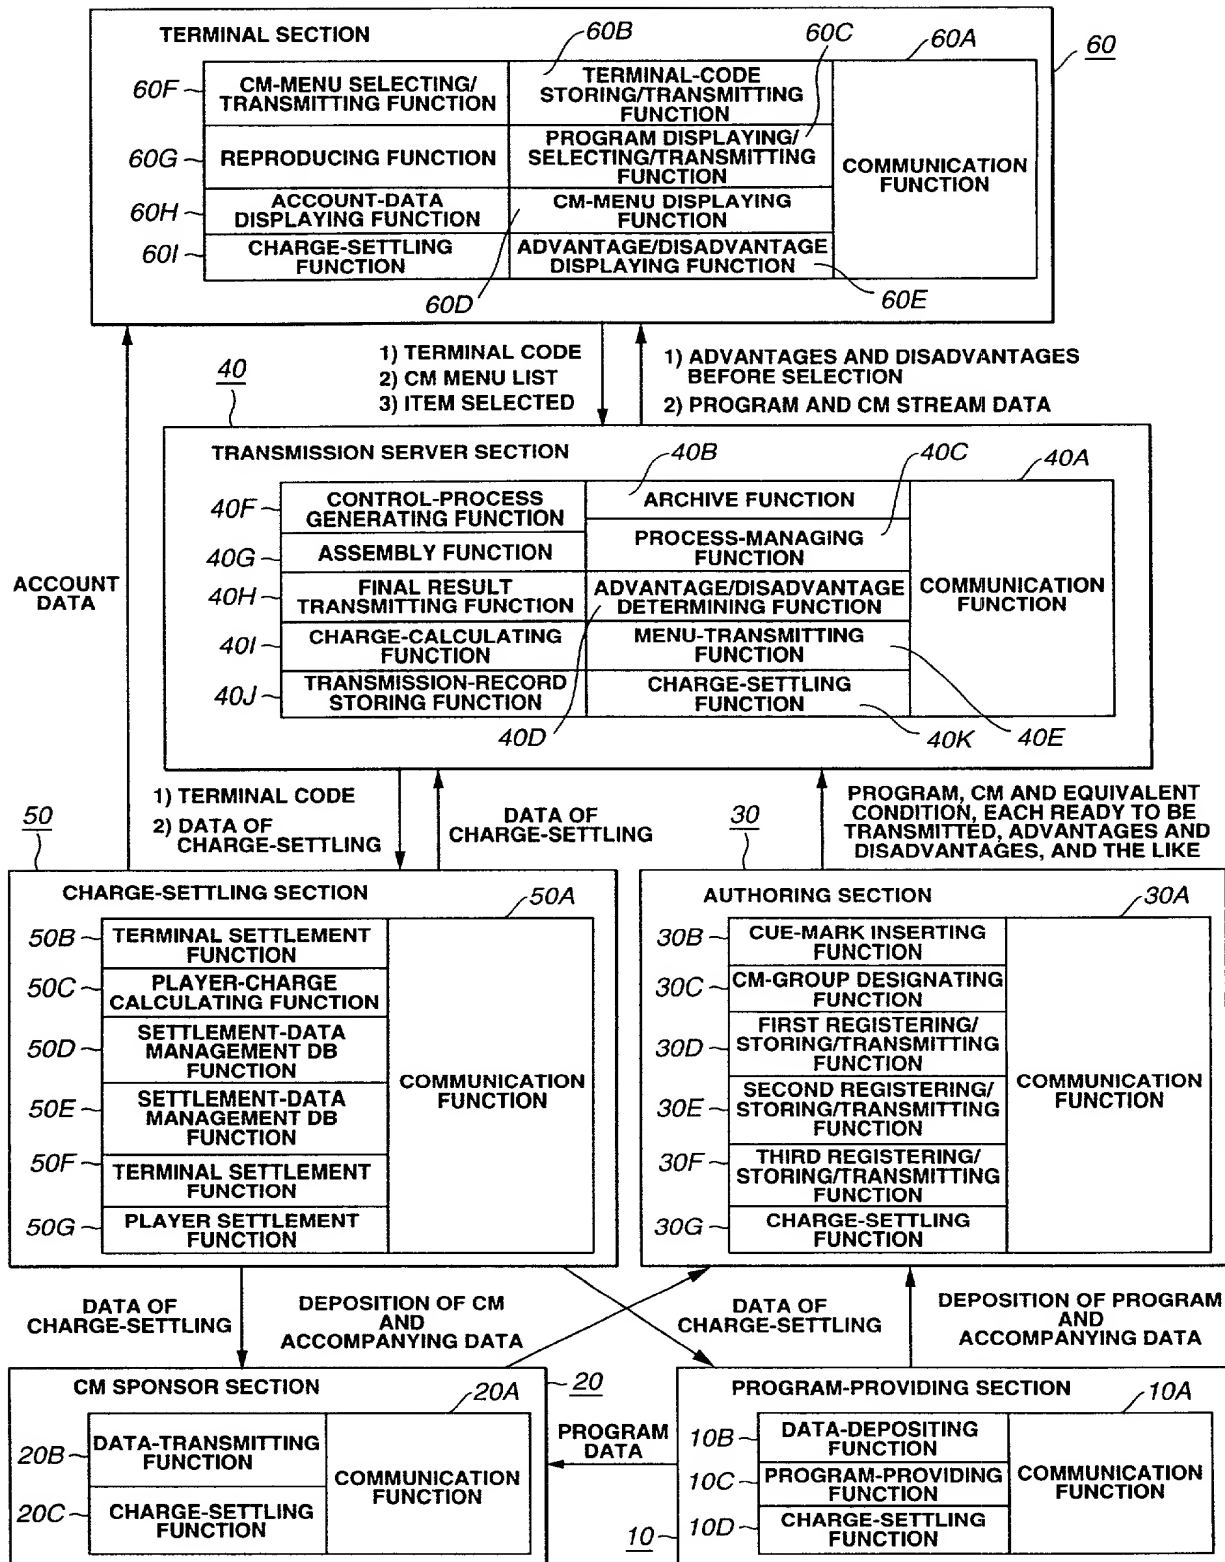 TERMINAL SECTION
60B
60C
60A
60
60F
CM-MENU SELECTING/
TRANSMITTING FUNCTION
TERMINAL-CODE
STORING/TRANSMITTING
FUNCTION
60G
REPRODUCING FUNCTION
PROGRAM DISPLAYING/
SELECTING/TRANSMITTING
FUNCTION
COMMUNICATION
FUNCTION
60H
ACCOUNT-DATA
DISPLAYING FUNCTION
CM-MENU DISPLAYING
FUNCTION
60I
CHARGE-SETTLING
FUNCTION
ADVANTAGE/DISADVANTAGE
DISPLAYING FUNCTION
60D
60E
1) TERMINAL CODE
2) CM MENU LIST
3) ITEM SELECTED
1) ADVANTAGES AND DISADVANTAGES
BEFORE SELECTION
2) PROGRAM AND CM STREAM DATA
40
ACCOUNT
DATA
TRANSMISSION SERVER SECTION
40B
40C
40A
40F
CONTROL-PROCESS
GENERATING FUNCTION
ARCHIVE FUNCTION
40G
ASSEMBLY FUNCTION
PROCESS-MANAGING
FUNCTION
COMMUNICATION
FUNCTION
40H
FINAL RESULT
TRANSMITTING FUNCTION
ADVANTAGE/DISADVANTAGE
DETERMINING FUNCTION
40I
CHARGE-CALCULATING
FUNCTION
MENU-TRANSMITTING
FUNCTION
40J
TRANSMISSION-RECORD
STORING FUNCTION
CHARGE-SETTLING
FUNCTION
40D
40K
40E
1) TERMINAL CODE
2) DATA OF
CHARGE-SETTLING
DATA OF
CHARGE-SETTLING
PROGRAM, CM AND EQUIVALENT
CONDITION, EACH READY TO BE
TRANSMITTED, ADVANTAGES AND
DISADVANTAGES, AND THE LIKE
50
CHARGE-SETTLING SECTION
50A
50B
TERMINAL SETTLEMENT
FUNCTION
50C
PLAYER-CHARGE
CALCULATING FUNCTION
50D
SETTLEMENT-DATA
MANAGEMENT DB
FUNCTION
COMMUNICATION
FUNCTION
50E
SETTLEMENT-DATA
MANAGEMENT DB
FUNCTION
50F
TERMINAL SETTLEMENT
FUNCTION
50G
PLAYER SETTLEMENT
FUNCTION
30
AUTHORING SECTION
30A
30B
CUE-MARK INSERTING
FUNCTION
30C
CM-GROUP DESIGNATING
FUNCTION
30D
FIRST REGISTERING/
STORING/TRANSMITTING
FUNCTION
COMMUNICATION
FUNCTION
30E
SECOND REGISTERING/
STORING/TRANSMITTING
FUNCTION
30F
THIRD REGISTERING/
STORING/TRANSMITTING
FUNCTION
30G
CHARGE-SETTLING
FUNCTION
DATA OF
CHARGE-SETTLING
DEPOSITION OF CM
AND
ACCOMPANYING DATA
DATA OF
CHARGE-SETTLING
DEPOSITION OF PROGRAM
AND
ACCOMPANYING DATA
CM SPONSOR SECTION
20A
20
20B
DATA-TRANSMITTING
FUNCTION
COMMUNICATION
FUNCTION
20C
CHARGE-SETTLING
FUNCTION
PROGRAM
DATA
PROGRAM-PROVIDING SECTION
10A
10B
DATA-DEPOSITING
FUNCTION
10C
PROGRAM-PROVIDING
FUNCTION
COMMUNICATION
FUNCTION
10D
CHARGE-SETTLING
FUNCTION
10